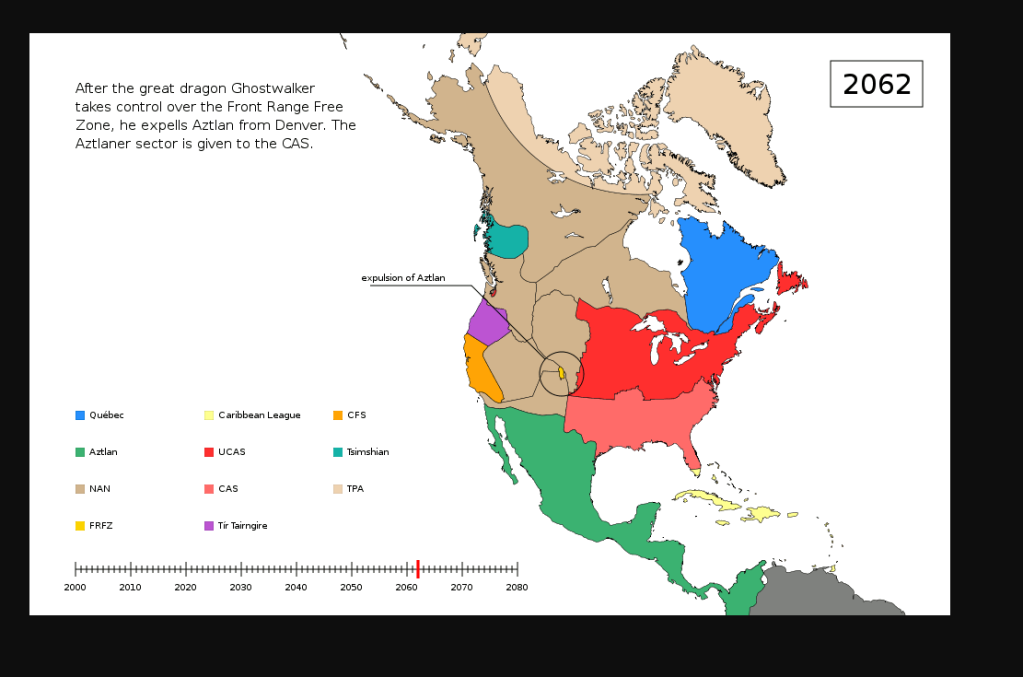 After the great dragon Ghostwalker
takes control over the Front Range Free
Zone, he expells Aztlan from Denver. The
Aztlaner sector is given to the CAS.
2062
expulsion of Aztlan
Québec
Caribbean League
CFS
Aztlan
UCAS
Tsimshian
NAN
CAS
TPA
FRFZ
Tír Tairngire
2000 2010 2020 2030 2040 2050 2060 2070 2080